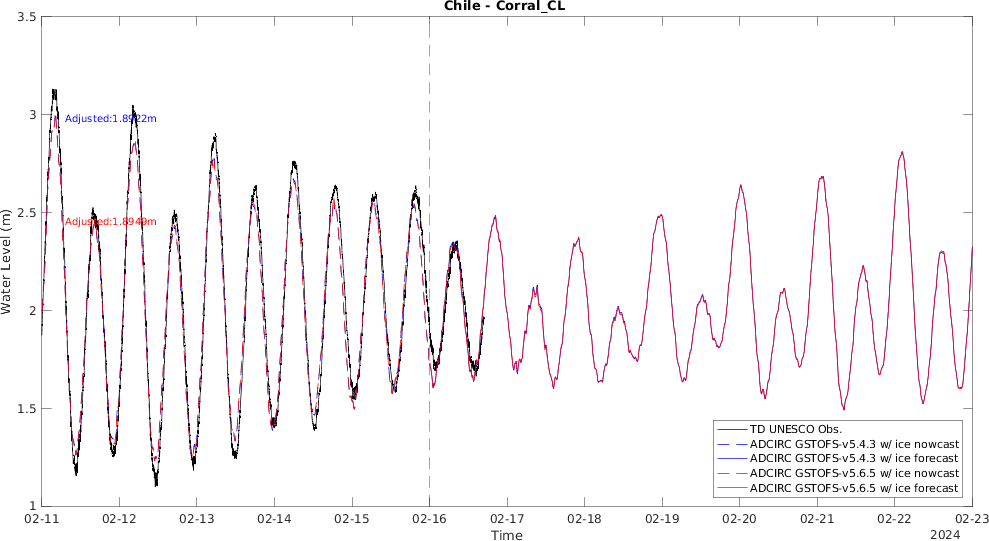 Chile - Corral_CL
3.5
3
2.5
2
1.5
1
Water Level (m)
Adjusted:1.8922m
Adjusted:1.8949m
TD UNESCO Obs.
ADCIRC GSTOFS-v5.4.3 w/ ice nowcast
ADCIRC GSTOFS-v5.4.3 w/ ice forecast
ADCIRC GSTOFS-v5.6.5 w/ ice nowcast
ADCIRC GSTOFS-v5.6.5 w/ ice forecast
02-11 02-12 02-13 02-14 02-15 02-16 02-17 02-18 02-19 02-20 02-21 02-22 02-23
Time
2024